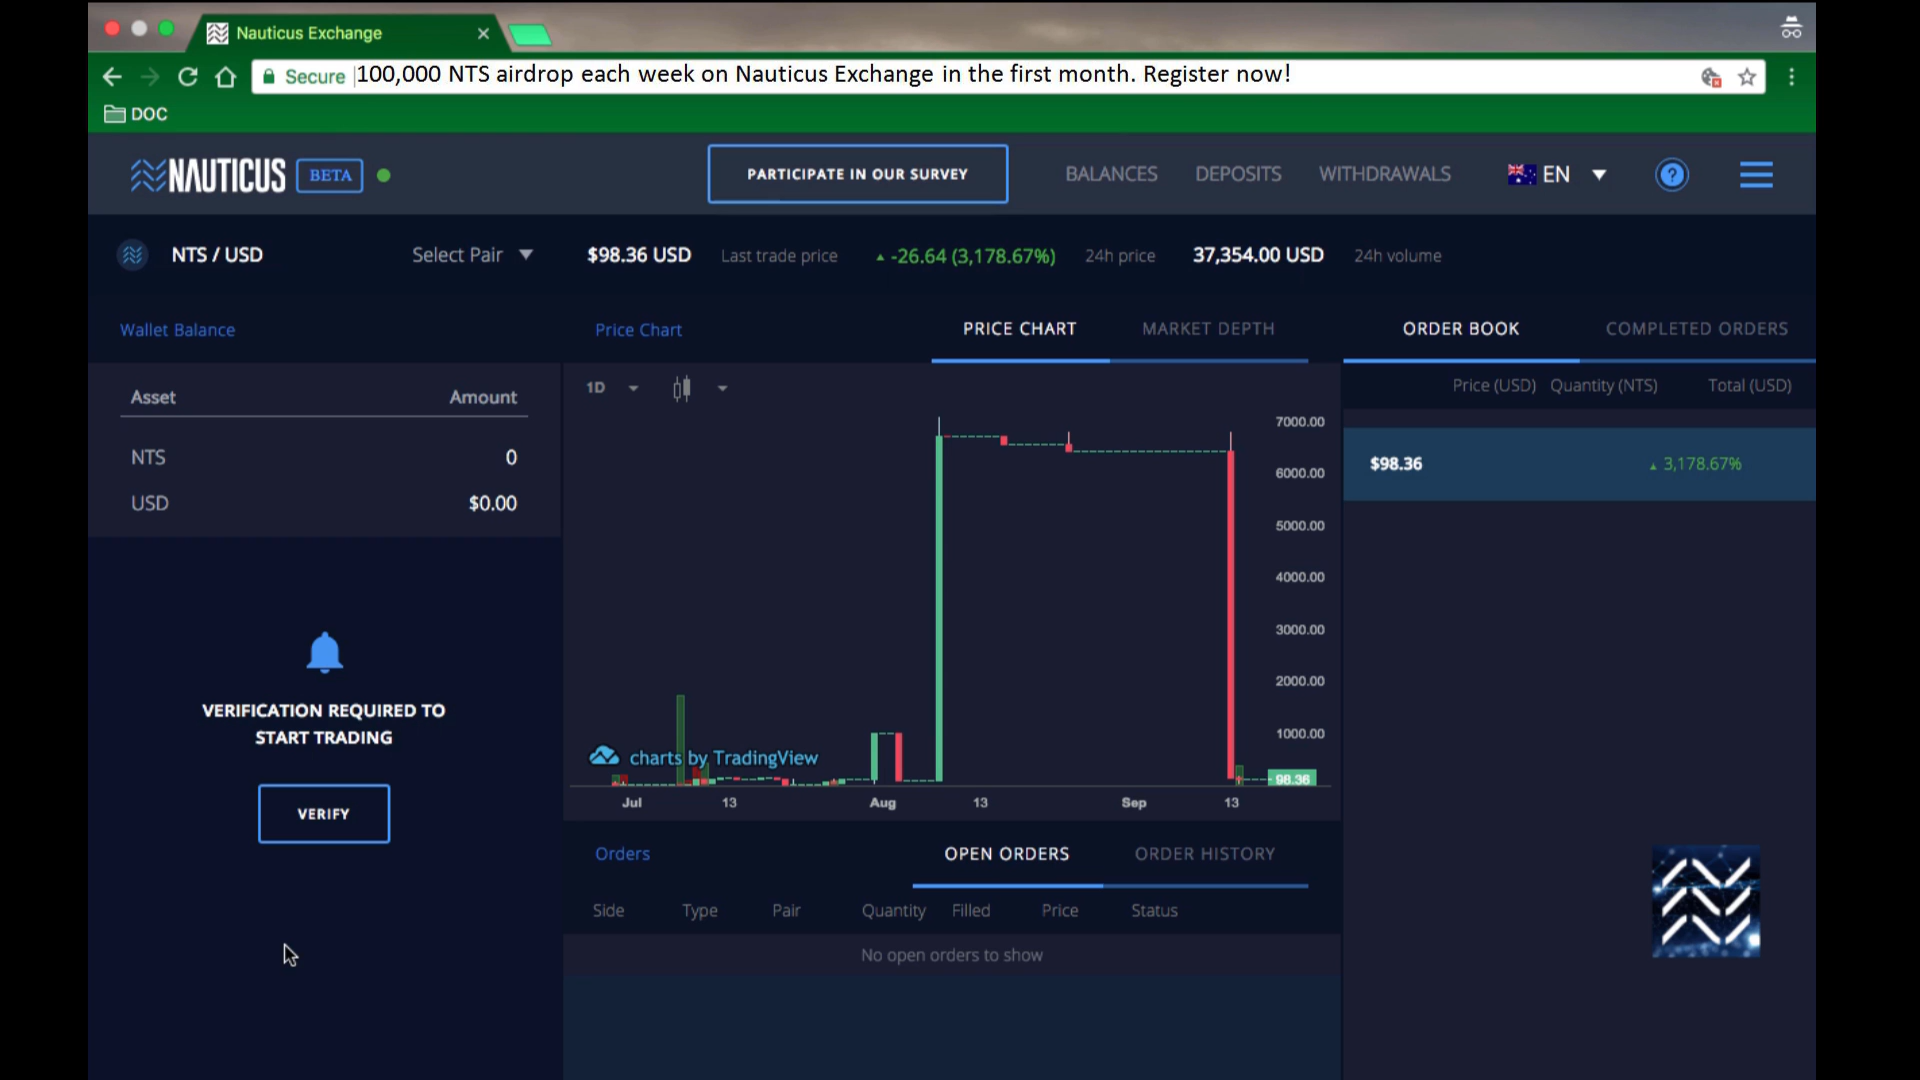 Nauticus Exchange
Secure 100,000 NTS airdrop each week on Nauticus Exchange in the first month. Register now!
DOC
NAUTICUS BETA
PARTICIPATE IN OUR SURVEY
BALANCES DEPOSITS WITHDRAWALS EN ?
NTS / USD Select Pair $98.36 USD Last trade price -26.64 (3,178.67%) 24h price 37,354.00 USD 24h volume
Wallet Balance
Asset Amount
NTS 0
USD $0.00
VERIFICATION REQUIRED TO
START TRADING
VERIFY
Price Chart PRICE CHART MARKET DEPTH
1D
7000.00
6000.00
5000.00
4000.00
3000.00
2000.00
1000.00
98.36
charts by TradingView
Jul 13 Aug 13 Sep 13
Orders OPEN ORDERS ORDER HISTORY
Side Type Pair Quantity Filled Price Status
No open orders to show
ORDER BOOK COMPLETED ORDERS
Price (USD) Quantity (NTS) Total (USD)
$98.36 3,178.67%